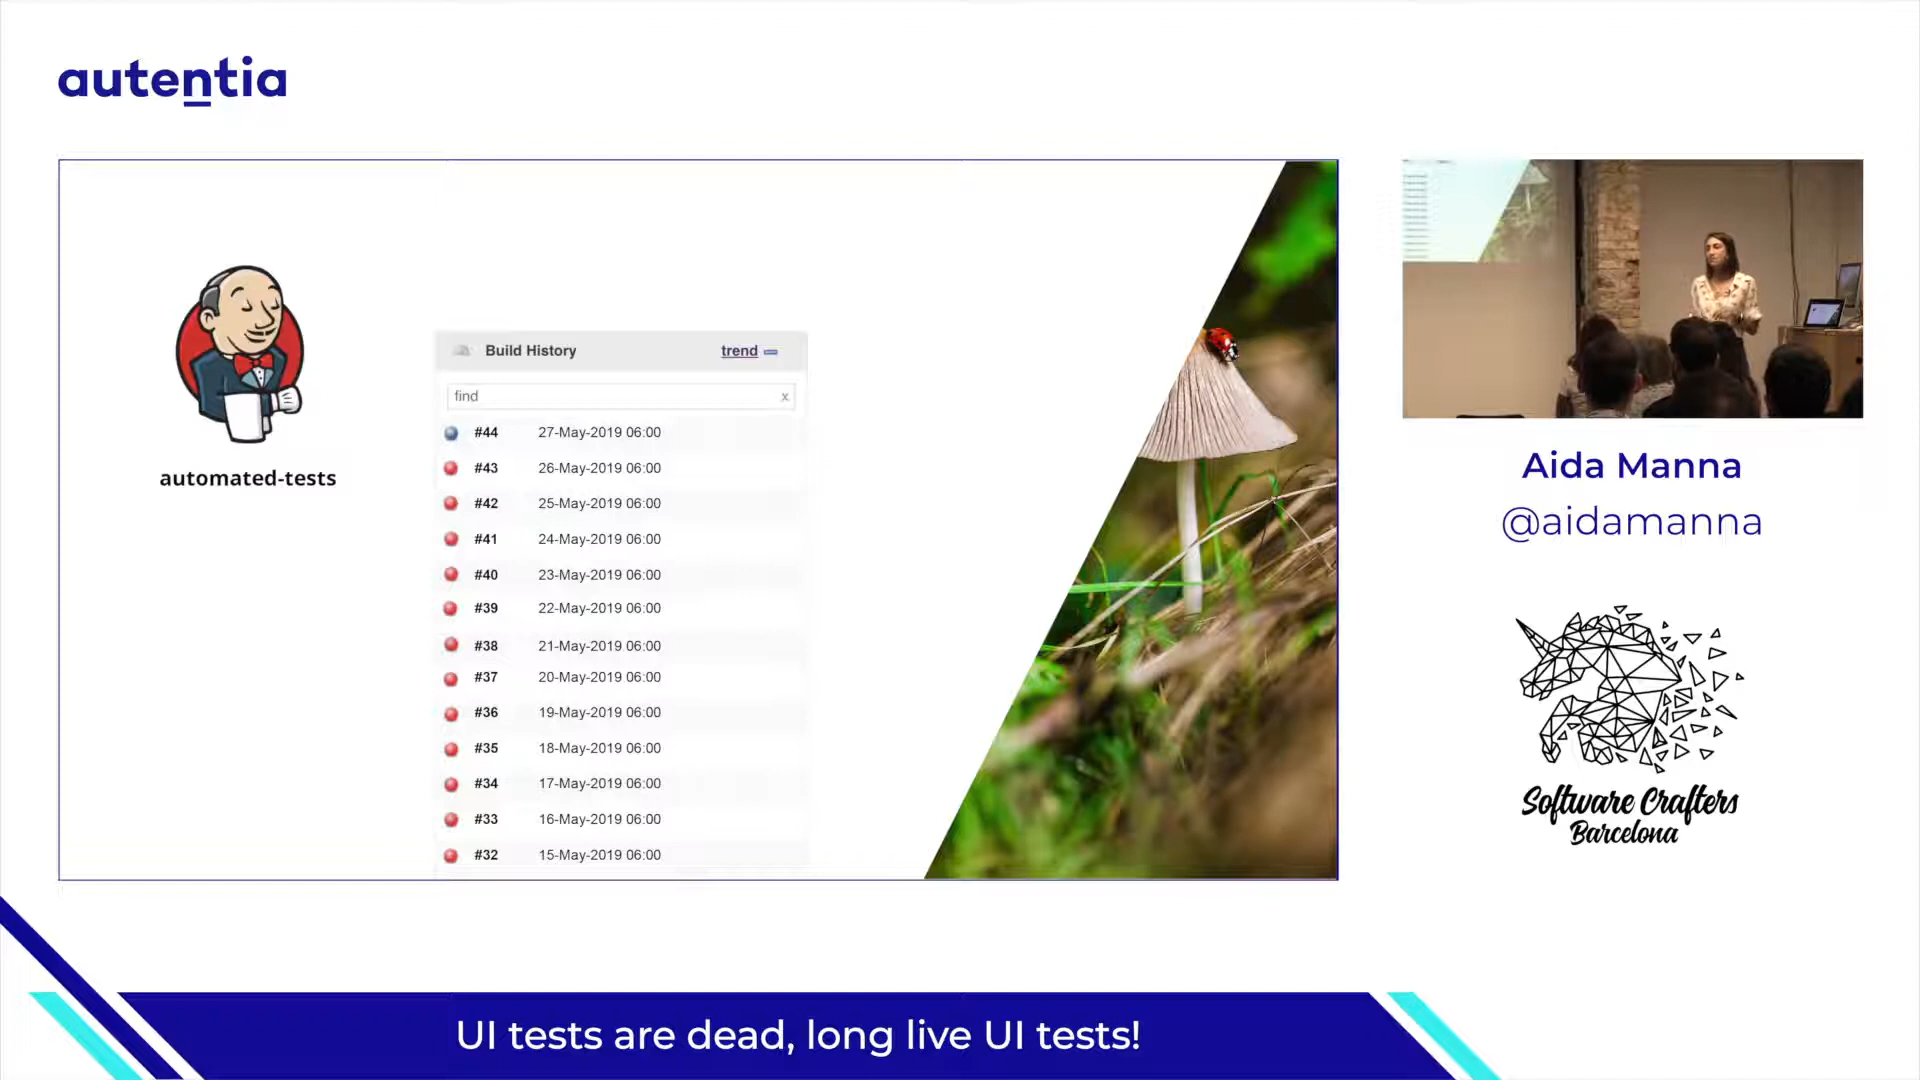 autentia
automated-tests
Build History trend
find x
#44 27-May-2019 06:00
#43 26-May-2019 06:00
#42 25-May-2019 06:00
#41 24-May-2019 06:00
#40 23-May-2019 06:00
#39 22-May-2019 06:00
#38 21-May-2019 06:00
#37 20-May-2019 06:00
#36 19-May-2019 06:00
#35 18-May-2019 06:00
#34 17-May-2019 06:00
#33 16-May-2019 06:00
#32 15-May-2019 06:00
Aida Manna
@aidamanna
Software Crafters
Barcelona
UI tests are dead, long live UI tests!